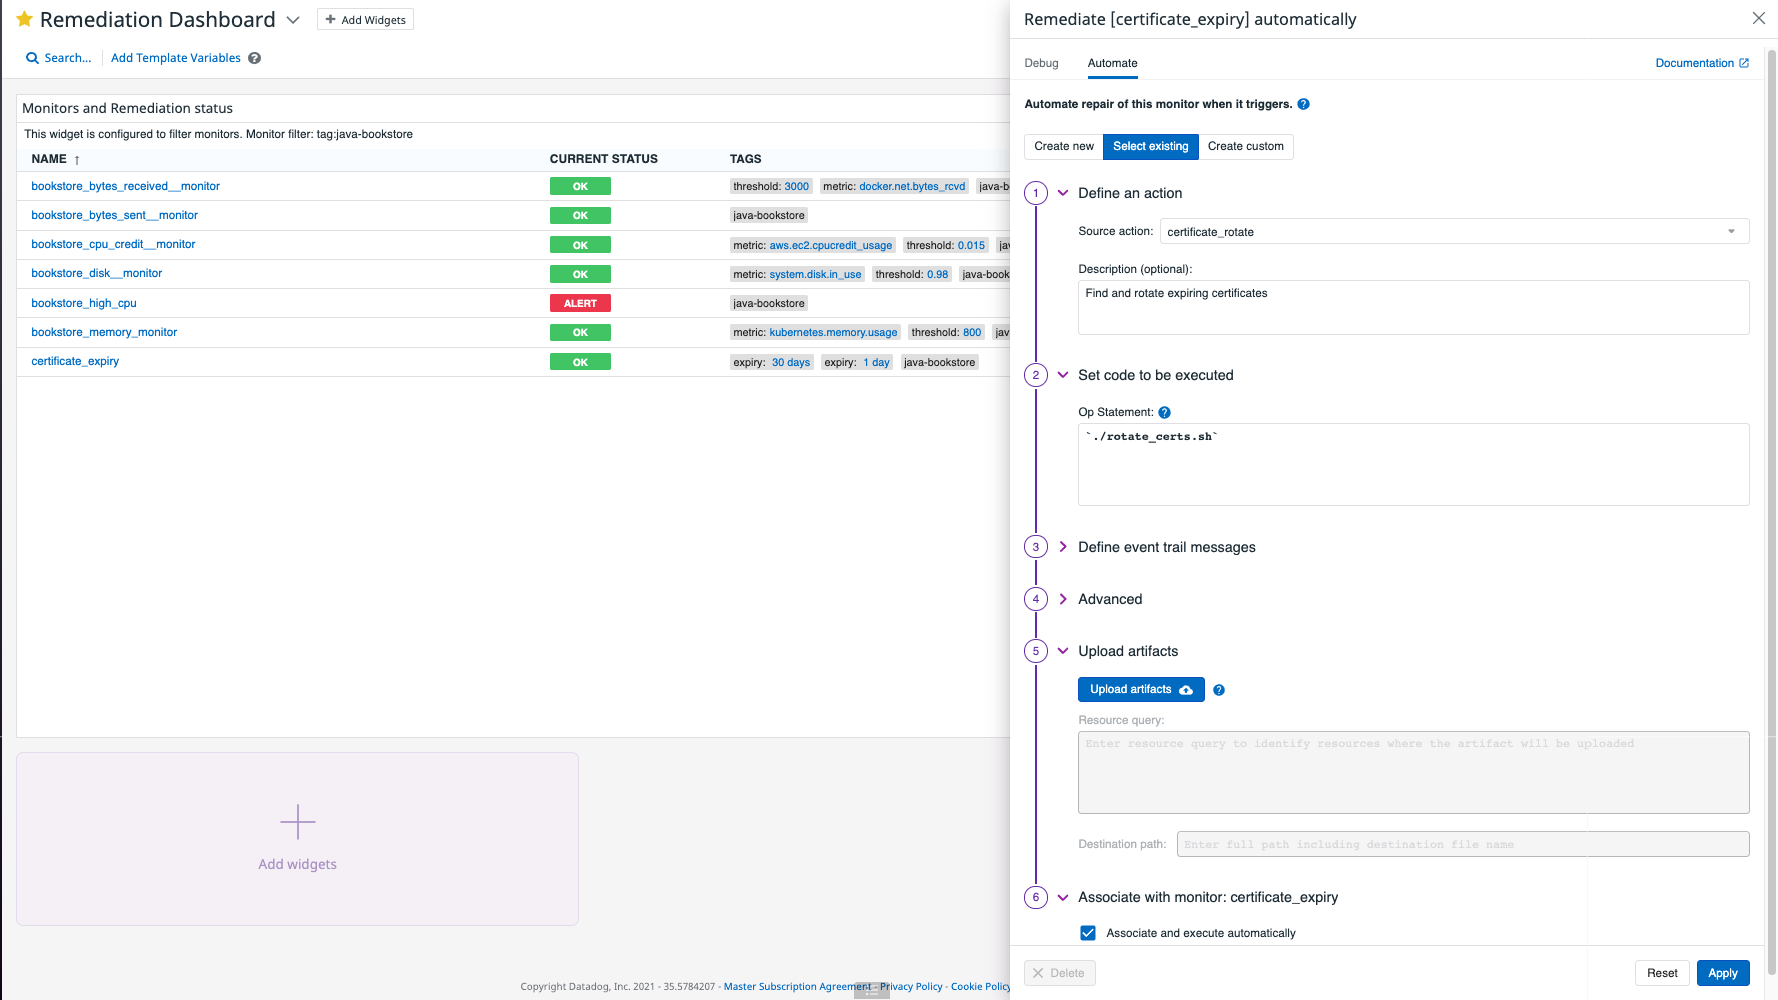 Remediation Dashboard
+ Add Widgets
Search...
Add Template Variables ?
Monitors and Remediation status
This widget is configured to filter monitors. Monitor filter: tag:java-bookstore
NAME ↑ CURRENT STATUS TAGS
bookstore_bytes_received__monitor OK threshold: 3000 metric: docker.net.bytes_rcvd java-b
bookstore_bytes_sent__monitor OK java-bookstore
bookstore_cpu_credit__monitor OK metric: aws.ec2.cpucredit_usage threshold: 0.015 ja
bookstore_disk__monitor OK metric: system.disk.in_use threshold: 0.98 java-book
bookstore_high_cpu ALERT java-bookstore
bookstore_memory_monitor OK metric: kubernetes.memory.usage threshold: 800 jav
certificate_expiry OK expiry: 30 days expiry: 1 day java-bookstore
Add widgets
Copyright Datadog, Inc. 2021 - 35.5784207 - Master Subscription Agreement - Privacy Policy - Cookie Policy
Remediate [certificate_expiry] automatically
Debug Automate Documentation
Automate repair of this monitor when it triggers. ?
Create new Select existing Create custom
1 Define an action
Source action: certificate_rotate
Description (optional):
Find and rotate expiring certificates
2 Set code to be executed
Op Statement: ?
`./rotate_certs.sh`
3 Define event trail messages
4 Advanced
5 Upload artifacts
Upload artifacts ?
Resource query:
Enter resource query to identify resources where the artifact will be uploaded
Destination path: Enter full path including destination file name
6 Associate with monitor: certificate_expiry
Associate and execute automatically
Delete Reset Apply